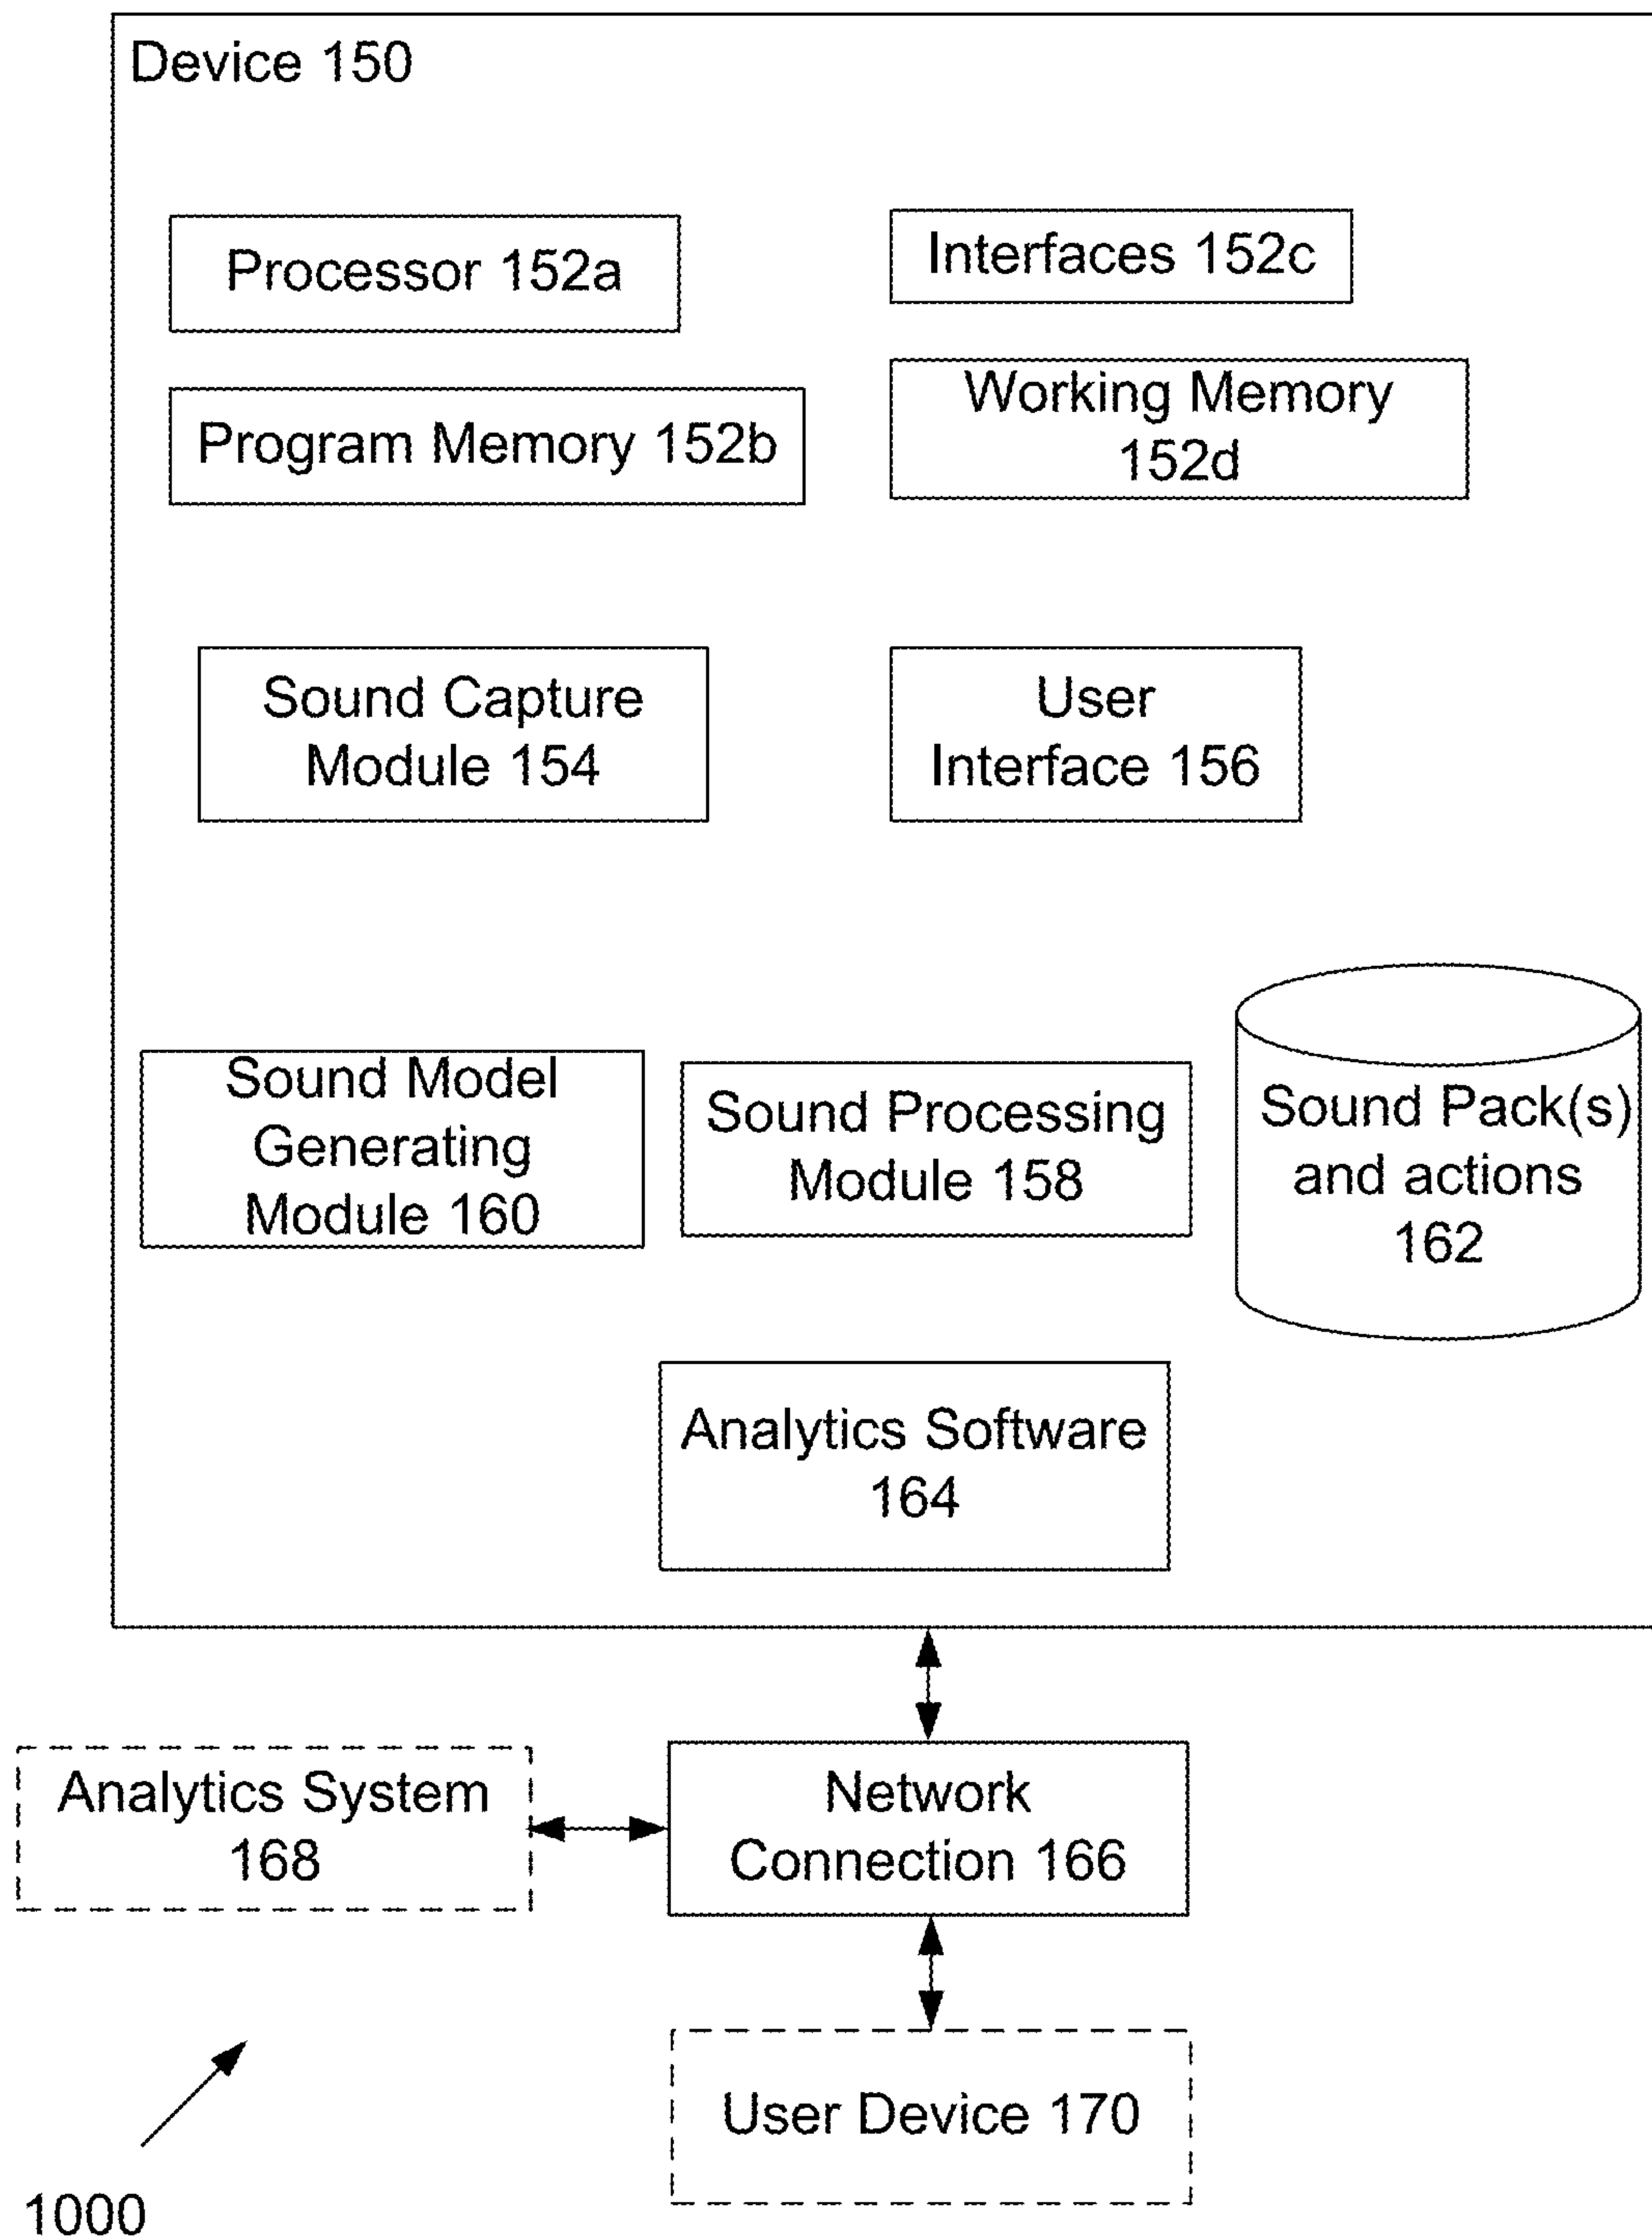 Device 150
Processor 152a
Interfaces 152c
Program Memory 152b
Working Memory
152d
Sound Capture
Module 154
User
Interface 156
Sound Model
Generating
Module 160
Sound Processing
Module 158
Sound Pack(s)
and actions
162
Analytics Software
164
Analytics System
168
Network
Connection 166
User Device 170
1000